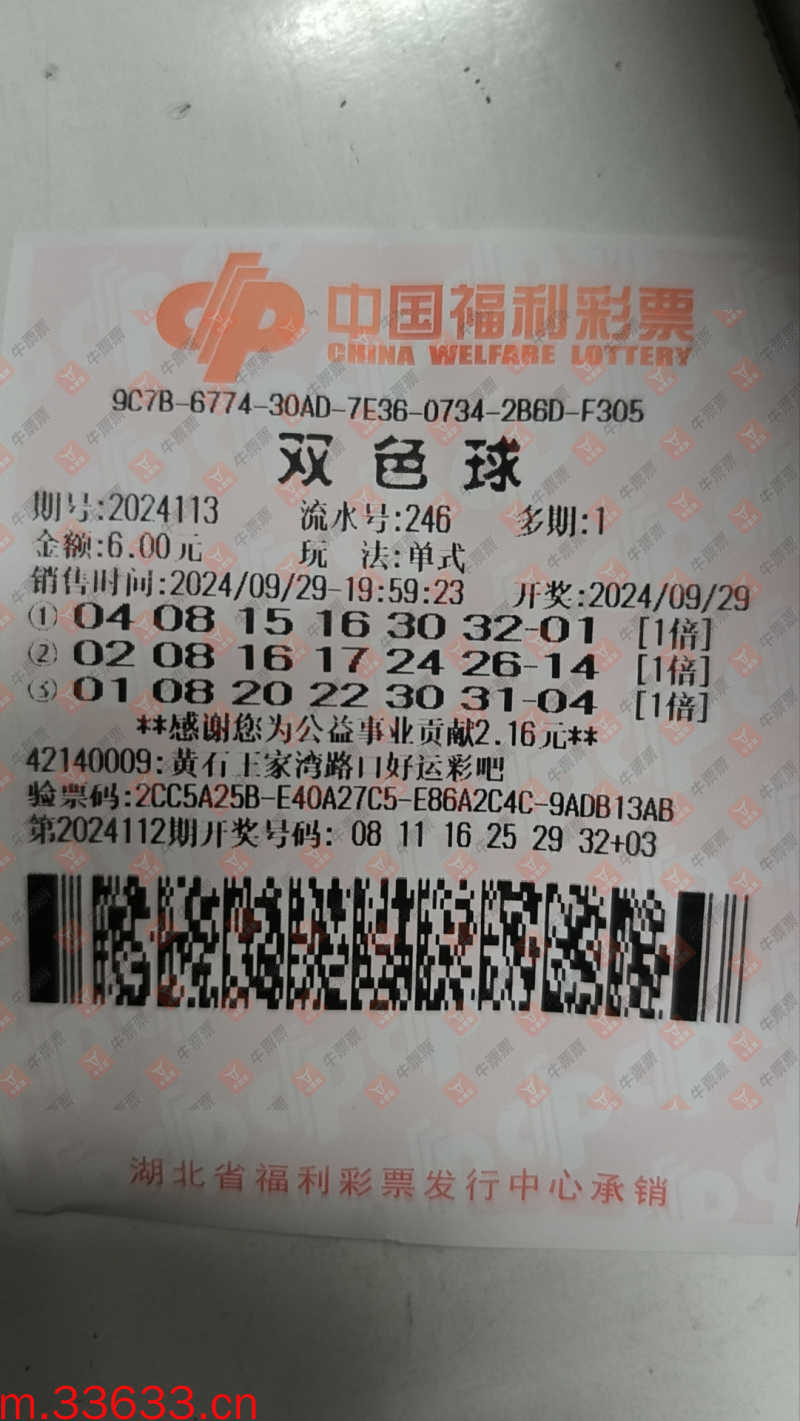 中国福利彩票
CHINA WELFARE LOTTERY
9C7B-6774-30AD-7E36-0734-2B6D-F305
双色球
期号:2024113 流水号:246 多期:1
金额:6.00元 玩 法:单式
销售时间:2024/09/29-19:59:23 开奖:2024/09/29
① 04 08 15 16 30 32-01 [1倍]
② 02 08 16 17 24 26-14 [1倍]
③ 01 08 20 22 30 31-04 [1倍]
**感谢您为公益事业贡献2.16元**
42140009:黄石王家湾路口好运彩吧
验票码:2CC5A25B-E40A27C5-E86A2C4C-9ADB13AB
第2024112期开奖号码: 08 11 16 25 29 32+03
湖北省福利彩票发行中心承销
m.33633.cn